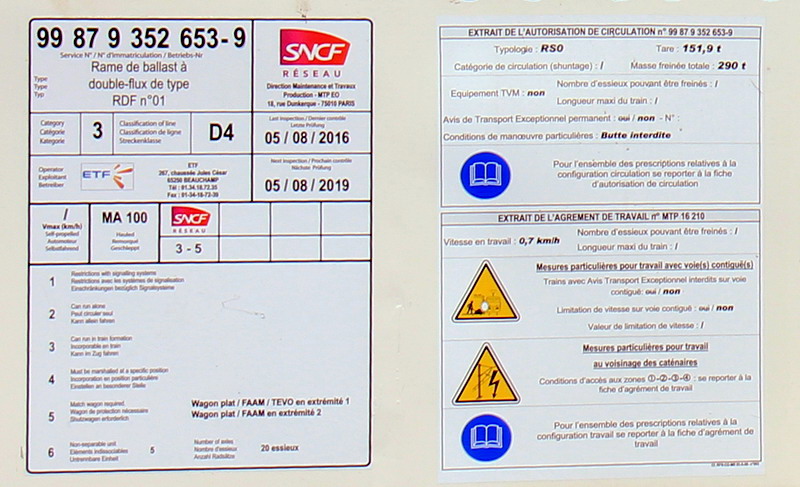 99 87 9 352 653-9
Service N° / N° d'immatriculation / Betriebs-Nr
Type
Type
Typ
Rame de ballast à
double-flux de type
RDF n°01
SNCF
RÉSEAU
Direction Maintenance et Travaux
Production - MTP EO
18, rue Dunkerque - 75010 PARIS
Category
Catégorie
Kategorie
3
Classification of line
Classification de ligne
Streckenklasse
D4
Last inspection / Dernier contrôle
Letzte Prüfung
05 / 08 / 2016
Operator
Exploitant
Betreiber
ETF
ETF
267, chaussée Jules César
95250 BEAUCHAMP
Tél : 01.34.18.72.35
Fax : 01-34-18-72-39
Next inspection / Prochain contrôle
Nächste Prüfung
05 / 08 / 2019
/
Vmax (km/h)
Self-propelled
Automoteur
Selbstfahrend
MA 100
Hauled
Remorqué
Geschleppt
SNCF
RÉSEAU
3 - 5
1
Restrictions with signalling systems
Restrictions avec les systèmes de signalisation
Einschränkungen bezüglich Signalsysteme
2
Can run alone
Peut circuler seul
Kann allein fahren
3
Can run in train formation
Incorporable en train
Kann im Zug fahren
4
Must be marshalled at a specific position
Incorporation en position particulière
Einstellen an besonderer Stelle
5
Match wagon required.
Wagon de protection nécessaire
Shutzwagen erforderlich
Wagon plat / FAAM / TEVO en extrémité 1
Wagon plat / FAAM en extrémité 2
6
Non-separable unit
Eléments indissociables
Untrennbare Einheit
5
Number of axles
Nombre d'essieux
Anzahl Radsätze
20 essieux
EXTRAIT DE L'AUTORISATION DE CIRCULATION n° 99 87 9 352 653-9
Typologie : RS0 Tare : 151,9 t
Catégorie de circulation (shuntage) : / Masse freinée totale : 290 t
Equipement TVM : non
Nombre d'essieux pouvant être freinés : /
Longueur maxi du train : /
Avis de Transport Exceptionnel permanent : oui / non - N° :
Conditions de manœuvre particulières : Butte interdite
Pour l'ensemble des prescriptions relatives à la
configuration circulation se reporter à la fiche
d'autorisation de circulation
EXTRAIT DE L'AGREMENT DE TRAVAIL n° MTP 16 210
Vitesse en travail : 0,7 km/h
Nombre d'essieux pouvant être freinés : /
Longueur maxi du train : /
Mesures particulières pour travail avec voie(s) contiguë(s)
Trains avec Avis Transport Exceptionnel interdits sur voie
contiguë: oui / non
Limitation de vitesse sur voie contiguë : oui / non
Valeur de limitation de vitesse : /
Mesures particulières pour travail
au voisinage des caténaires
Conditions d'accès aux zones ①-②-③-④ : se reporter à la
fiche d'agrément de travail
Pour l'ensemble des prescriptions relatives à la
configuration travail se reporter à la fiche d'agrément de
travail